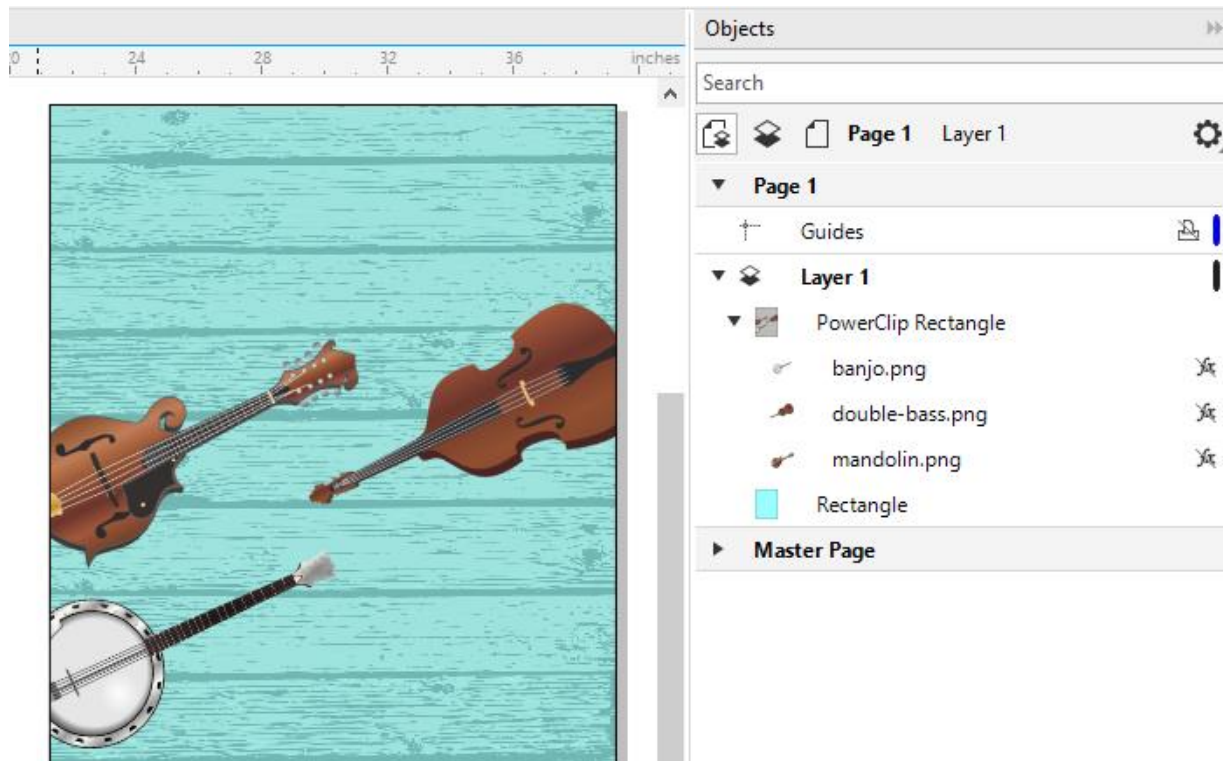 Objects
20 24 28 32 36 inches
Search
Page 1 Layer 1
Page 1
Guides
Layer 1
PowerClip Rectangle
banjo.png
double-bass.png
mandolin.png
Rectangle
Master Page